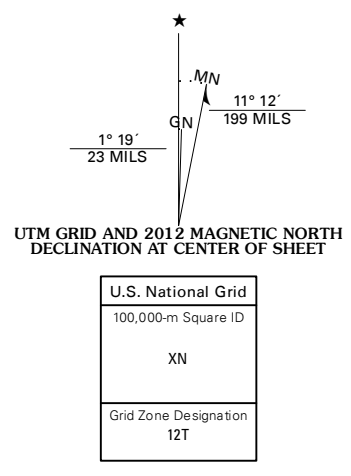 MN
11° 12´
GN
199 MILS
1° 19´
23 MILS
UTM GRID AND 2012 MAGNETIC NORTH
DECLINATION AT CENTER OF SHEET
U.S. National Grid
100,000-m Square ID
XN
Grid Zone Designation
12T